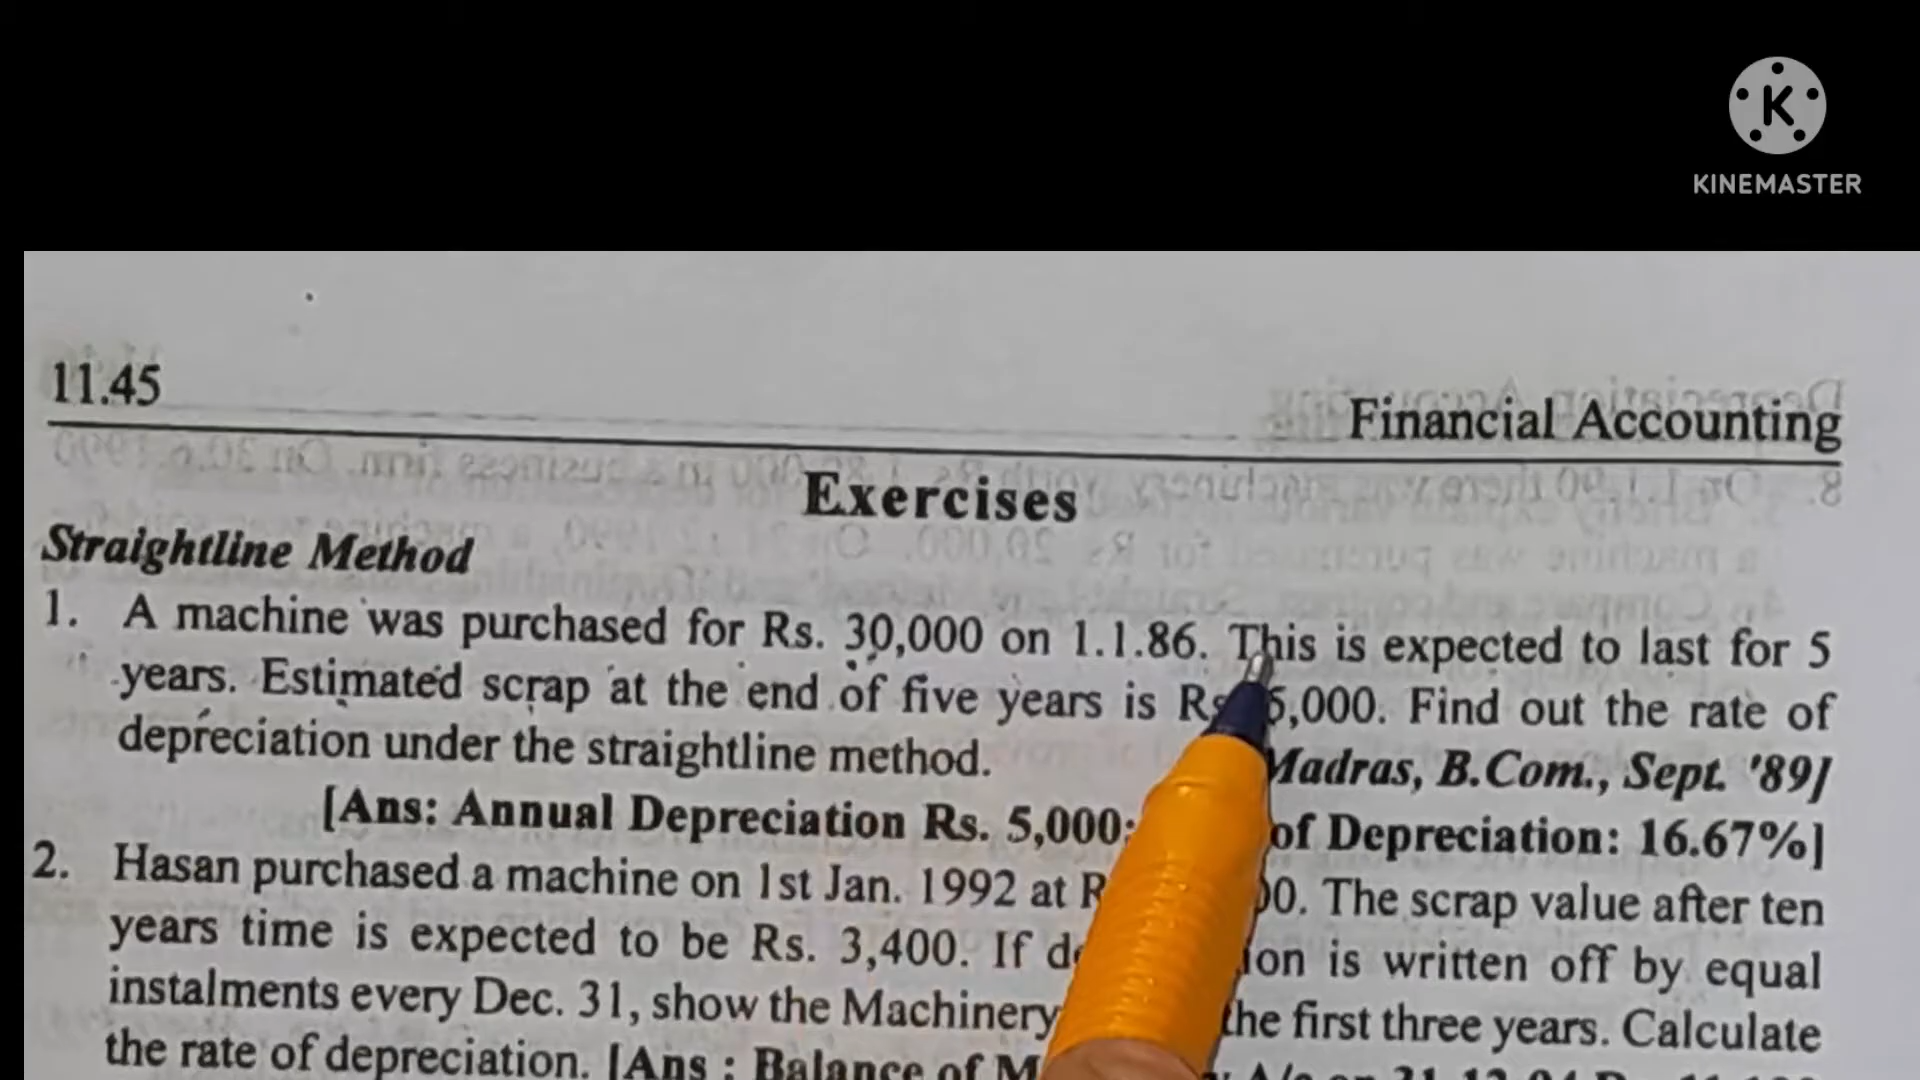 K
KINEMASTER
11.45
Financial Accounting
Exercises
Straightline Method
1. A machine was purchased for Rs. 30,000 on 1.1.86. This is expected to last for 5
years. Estimated scrap at the end of five years is Rs 5,000. Find out the rate of
depreciation under the straightline method. Madras, B.Com., Sept. '89]
[Ans: Annual Depreciation Rs. 5,000; of Depreciation: 16.67%]
2. Hasan purchased a machine on 1st Jan. 1992 at 00. The scrap value after ten
years time is expected to be Rs. 3,400. If ion is written off by equal
instalments every Dec. 31, show the Machinery the first three years. Calculate
the rate of depreciation. [Ans : Balance of